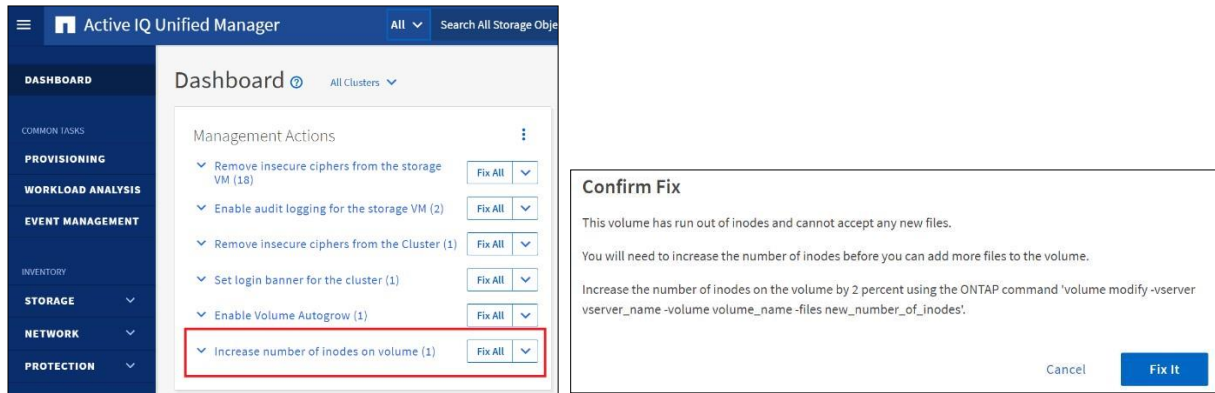 Active IQ Unified Manager
All
Search All Storage Obje
DASHBOARD
COMMON TASKS
PROVISIONING
WORKLOAD ANALYSIS
EVENT MANAGEMENT
INVENTORY
STORAGE
NETWORK
PROTECTION
Dashboard ?
All Clusters
Management Actions
Remove insecure ciphers from the storage
VM (18)
Fix All
Enable audit logging for the storage VM (2)
Fix All
Remove insecure ciphers from the Cluster (1)
Fix All
Set login banner for the cluster (1)
Fix All
Enable Volume Autogrow (1)
Fix All
Increase number of inodes on volume (1)
Fix All
Confirm Fix
This volume has run out of inodes and cannot accept any new files.
You will need to increase the number of inodes before you can add more files to the volume.
Increase the number of inodes on the volume by 2 percent using the ONTAP command 'volume modify -vserver
vserver_name -volume volume_name -files new_number_of_inodes'.
Cancel
Fix It